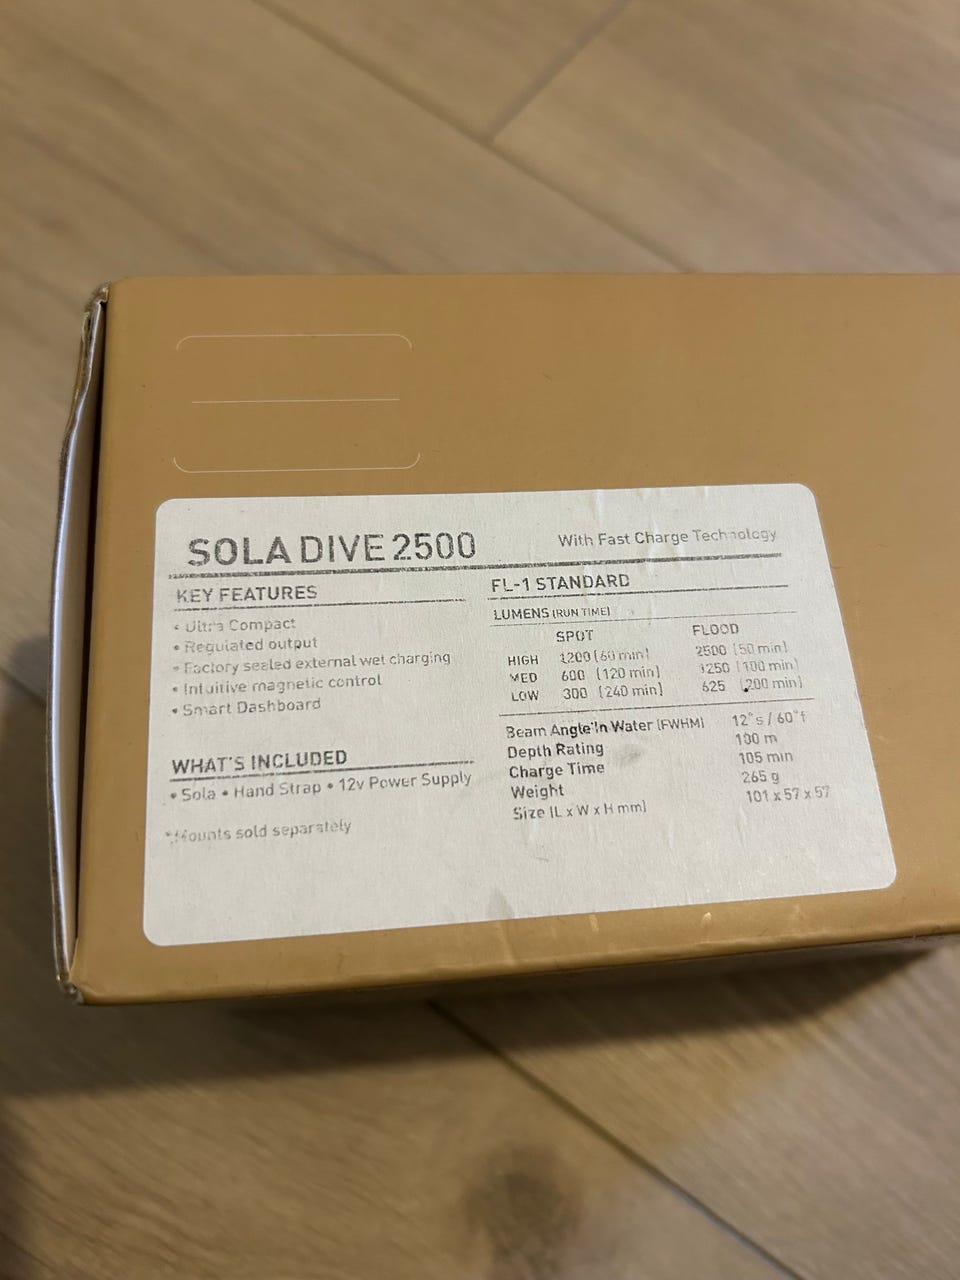 SOLA DIVE 2500
With Fast Charge Technology
KEY FEATURES
• Ultra Compact
• Regulated output
• Factory sealed external wet charging
• Intuitive magnetic control
• Smart Dashboard
WHAT'S INCLUDED
• Sola • Hand Strap • 12v Power Supply
*Mounts sold separately
FL-1 STANDARD
LUMENS (RUN TIME)
SPOT FLOOD
HIGH 1200 (60 min) 2500 (50 min)
MED 600 (120 min) 1250 (100 min)
LOW 300 (240 min) 625 (200 min)
Beam Angle In Water (FWHM) 12°s / 60°f
Depth Rating 100 m
Charge Time 105 min
Weight 265 g
Size (L x W x H mm) 101 x 57 x 57